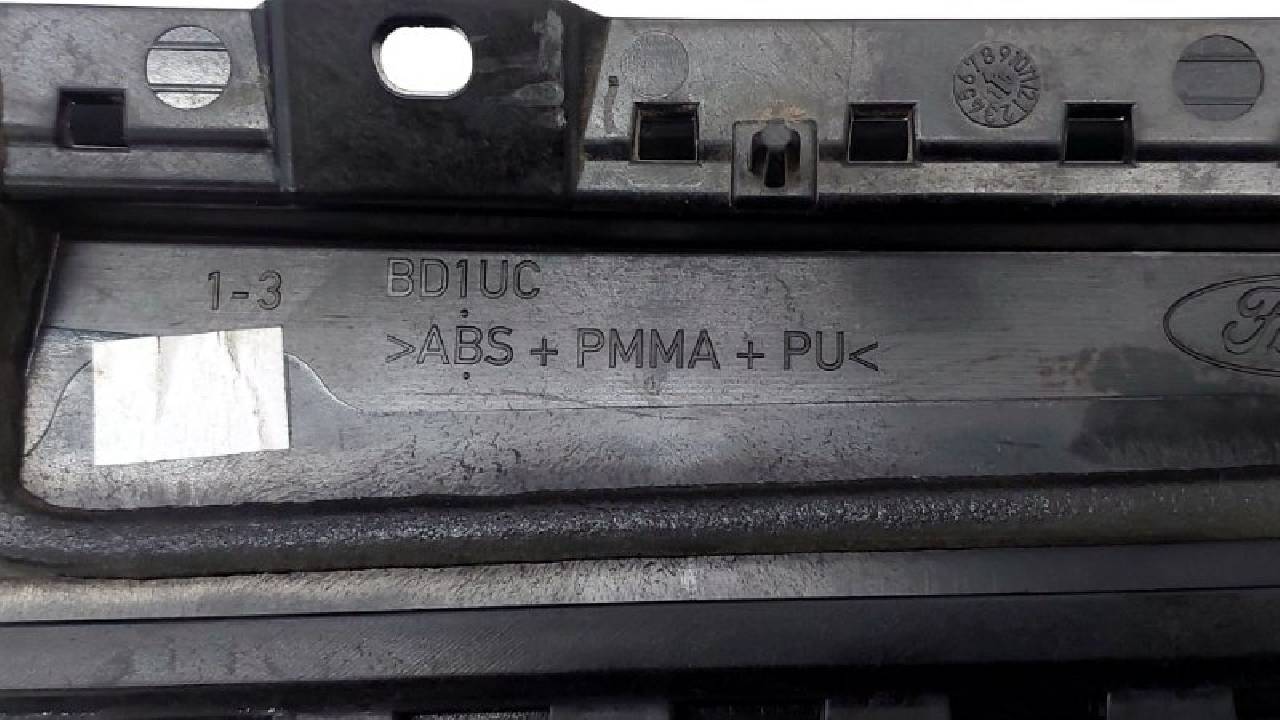 1-3
BD1UC
>ABS + PMMA + PU<